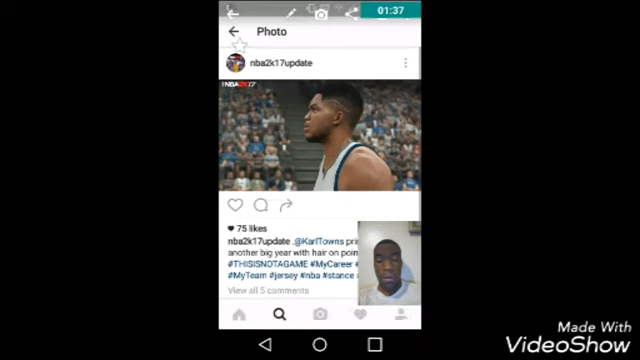 01:37
Photo
nba2k17update
NBA2K17
75 likes
nba2k17update .@KarlTowns
another big year with hair on
#THISISNOTAGAME #MyCareer
#MyTeam #jersey #nba #stance
View all 5 comments
Made With
VideoShow